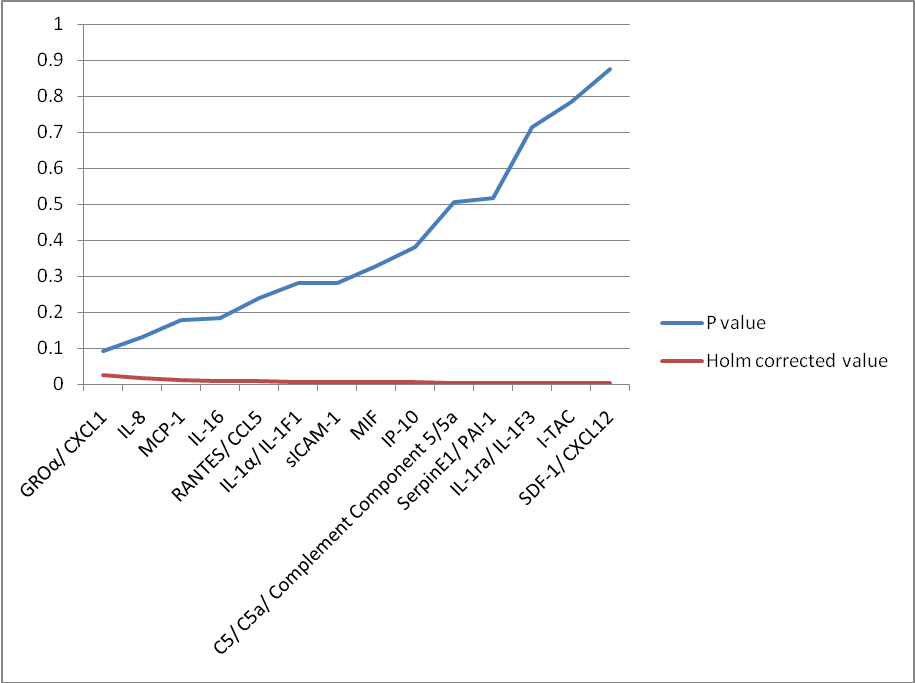 1
0.9
0.8
0.7
0.6
0.5
0.4
0.3
0.2
0.1
0
GROα/ CXCL1
IL-8
MCP-1
IL-16
RANTES/ CCL5
IL-1α/ IL-1F1
sICAM-1
MIF
IP-10
C5/ C5a/ Complement Component 5/5a
SerpinE1/ PAI-1
IL-1ra/ IL-1F3
I-TAC
SDF-1/ CXCL12
P value
Holm corrected value